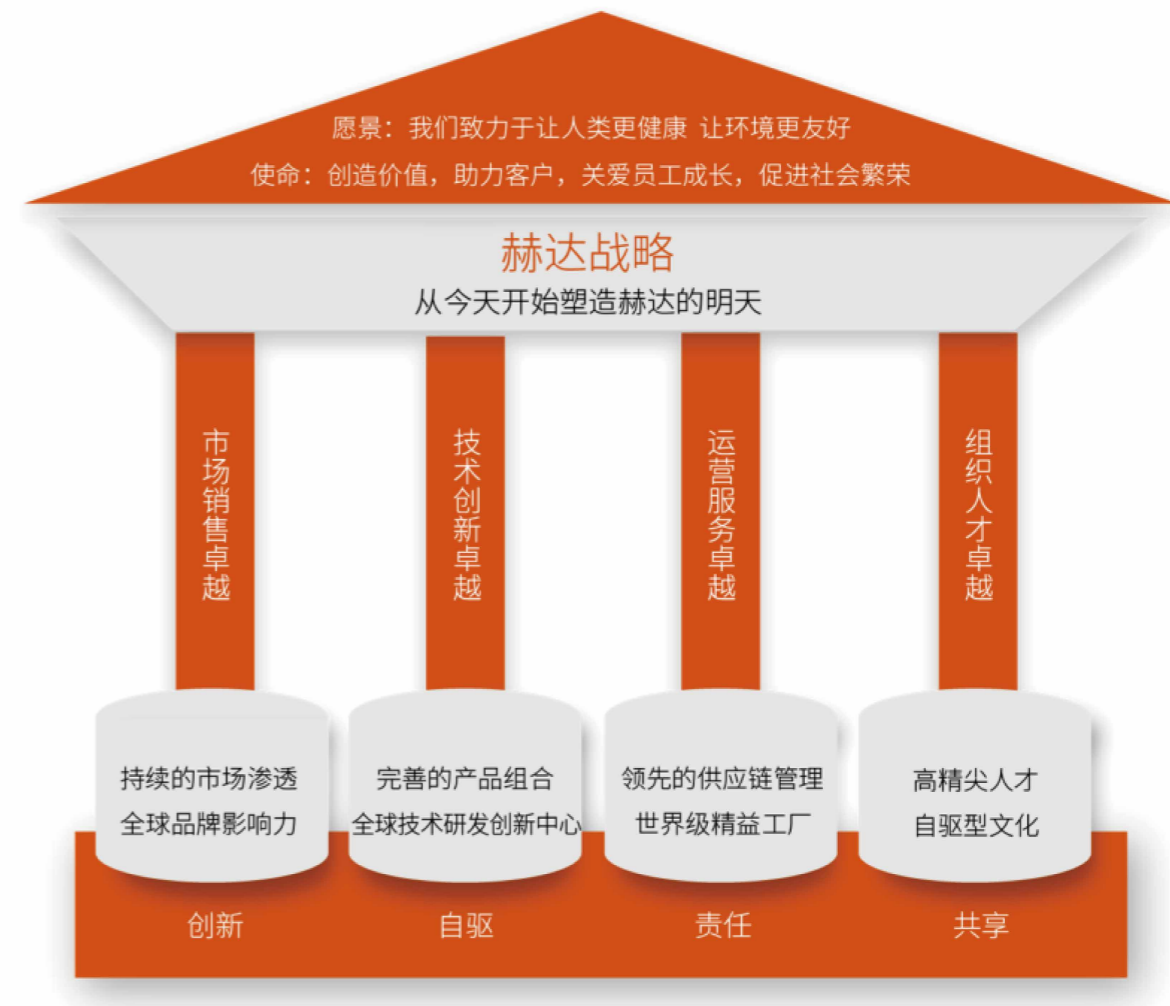 愿景：我们致力于让人类更健康 让环境更友好
使命：创造价值，助力客户，关爱员工成长，促进社会繁荣
赫达战略
从今天开始塑造赫达的明天
市场销售卓越
技术创新卓越
运营服务卓越
组织人才卓越
持续的市场渗透
全球品牌影响力
完善的产品组合
全球技术研发创新中心
领先的供应链管理
世界级精益工厂
高精尖人才
自驱型文化
创新
自驱
责任
共享